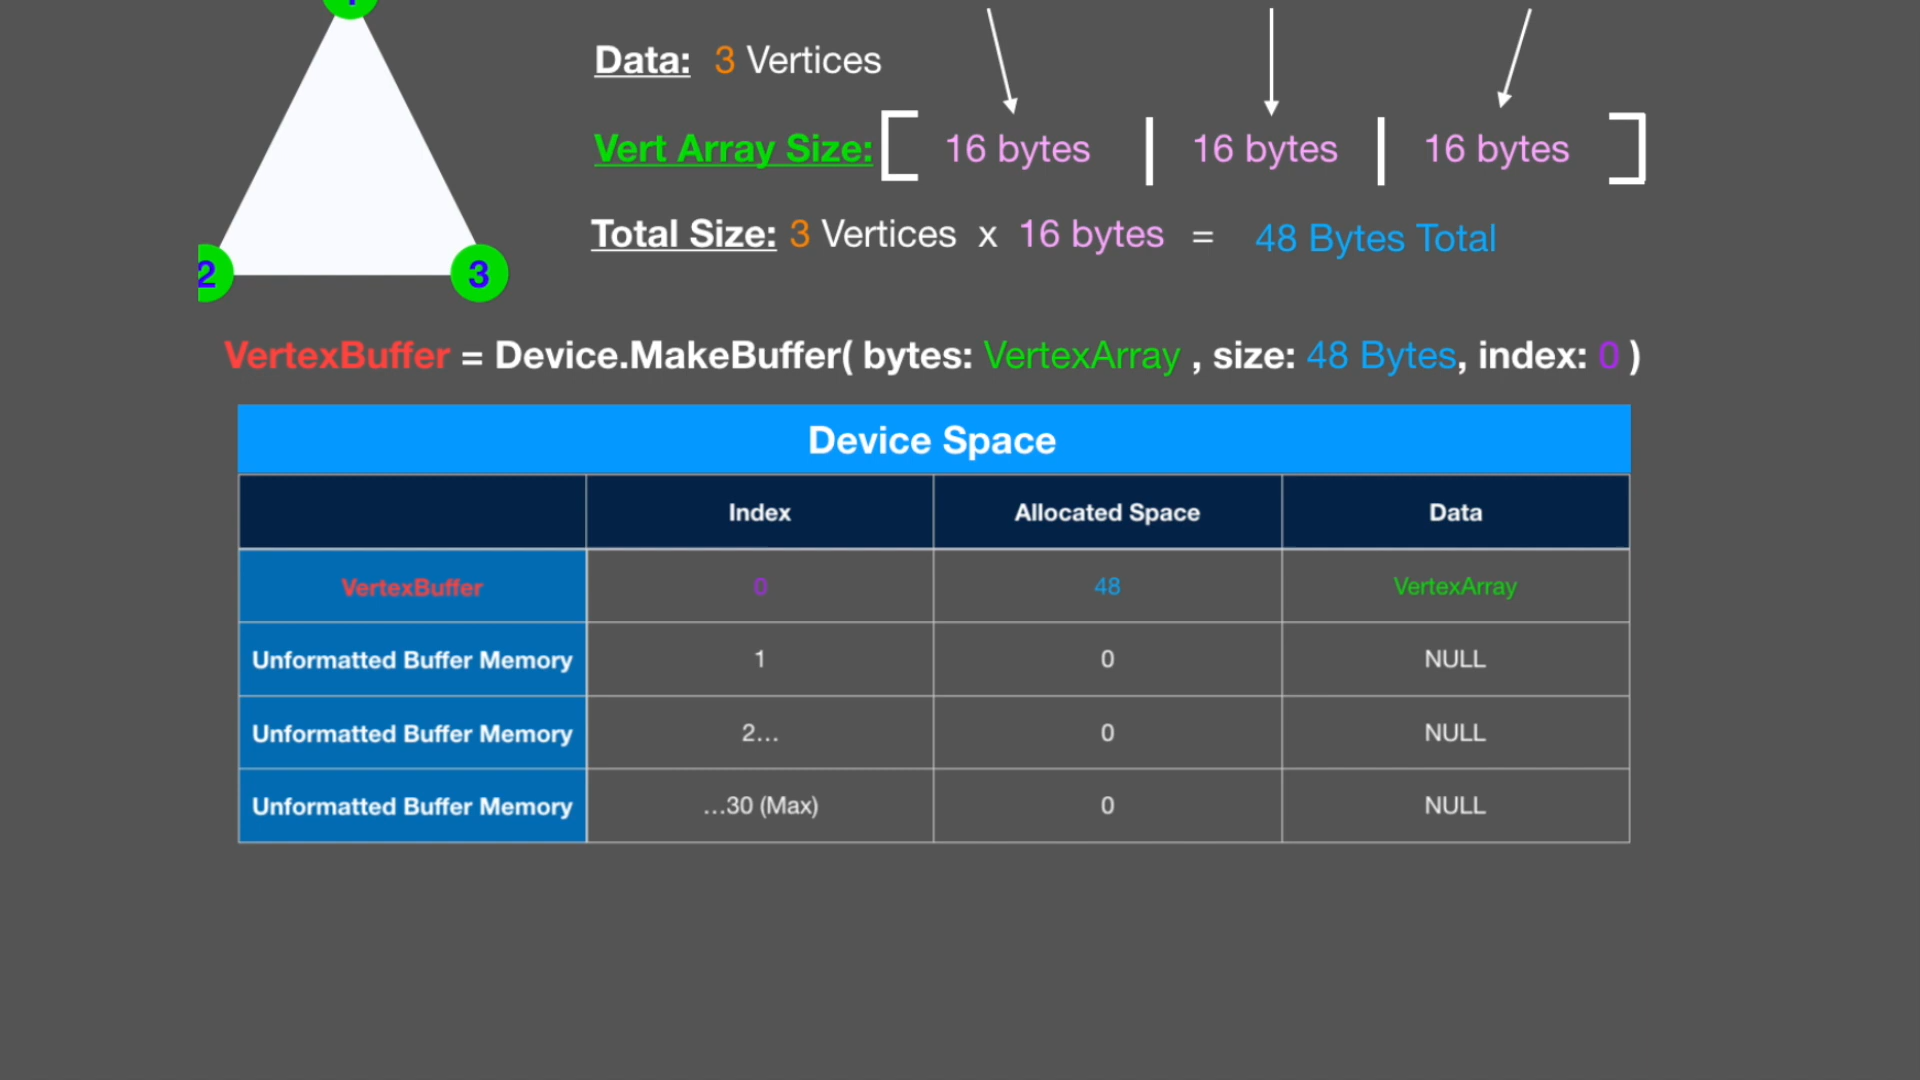 1
Data: 3 Vertices
Vert Array Size: [ 16 bytes | 16 bytes | 16 bytes ]
Total Size: 3 Vertices x 16 bytes = 48 Bytes Total
2
3
VertexBuffer = Device.MakeBuffer( bytes: VertexArray , size: 48 Bytes, index: 0 )
Device Space
Index Allocated Space Data
VertexBuffer 0 48 VertexArray
Unformatted Buffer Memory 1 0 NULL
Unformatted Buffer Memory 2... 0 NULL
Unformatted Buffer Memory ...30 (Max) 0 NULL